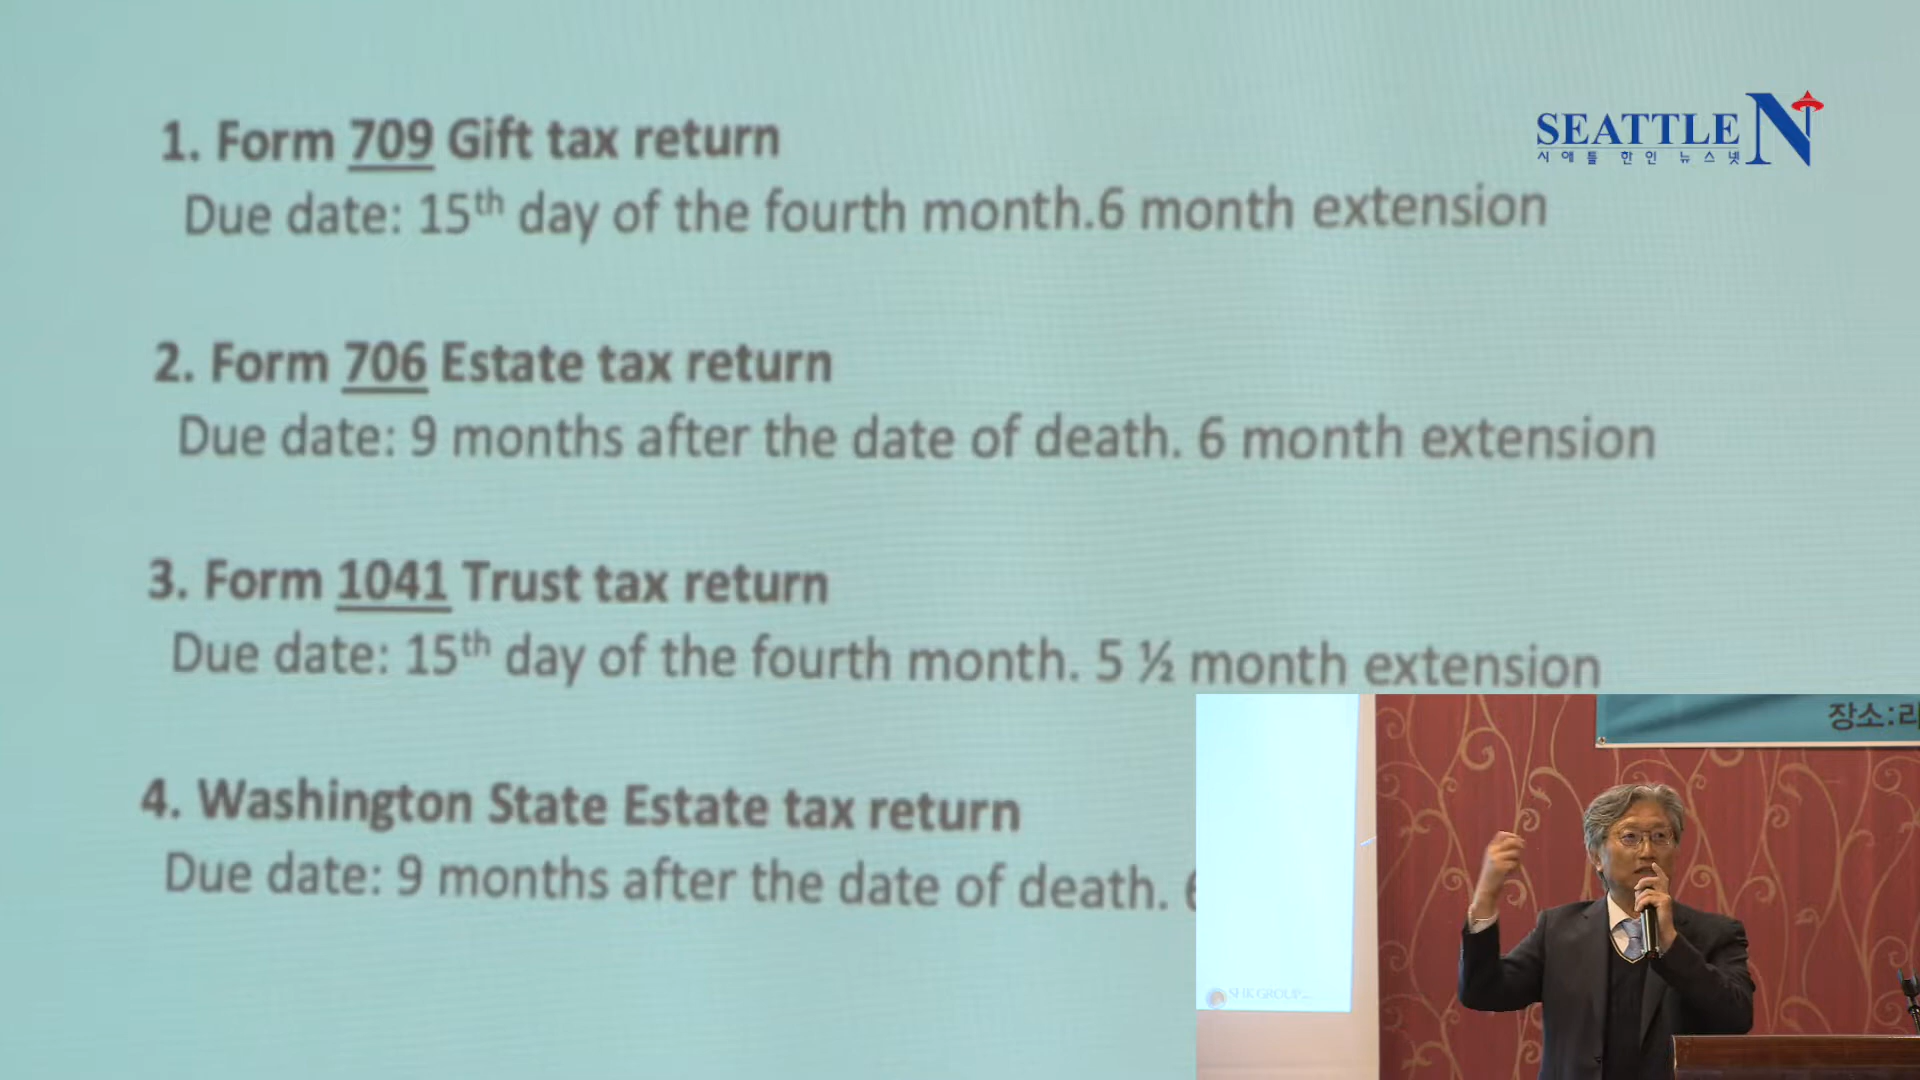 1. Form 709 Gift tax return
Due date: 15th day of the fourth month.6 month extension
2. Form 706 Estate tax return
Due date: 9 months after the date of death. 6 month extension
3. Form 1041 Trust tax return
Due date: 15th day of the fourth month. 5 ½ month extension
4. Washington State Estate tax return
Due date: 9 months after the date of death.
SEATTLE N
시애틀 한인 뉴스넷
장소:
SHK GROUP